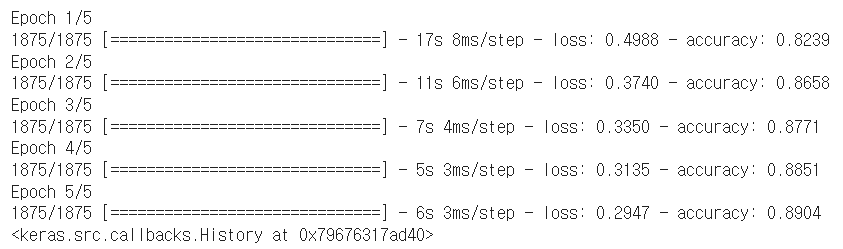 Epoch 1/5
1875/1875 [==============================] - 17s 8ms/step - loss: 0.4988 - accuracy: 0.8239
Epoch 2/5
1875/1875 [==============================] - 11s 6ms/step - loss: 0.3740 - accuracy: 0.8658
Epoch 3/5
1875/1875 [==============================] - 7s 4ms/step - loss: 0.3350 - accuracy: 0.8771
Epoch 4/5
1875/1875 [==============================] - 5s 3ms/step - loss: 0.3135 - accuracy: 0.8851
Epoch 5/5
1875/1875 [==============================] - 6s 3ms/step - loss: 0.2947 - accuracy: 0.8904
<keras.src.callbacks.History at 0x79676317ad40>